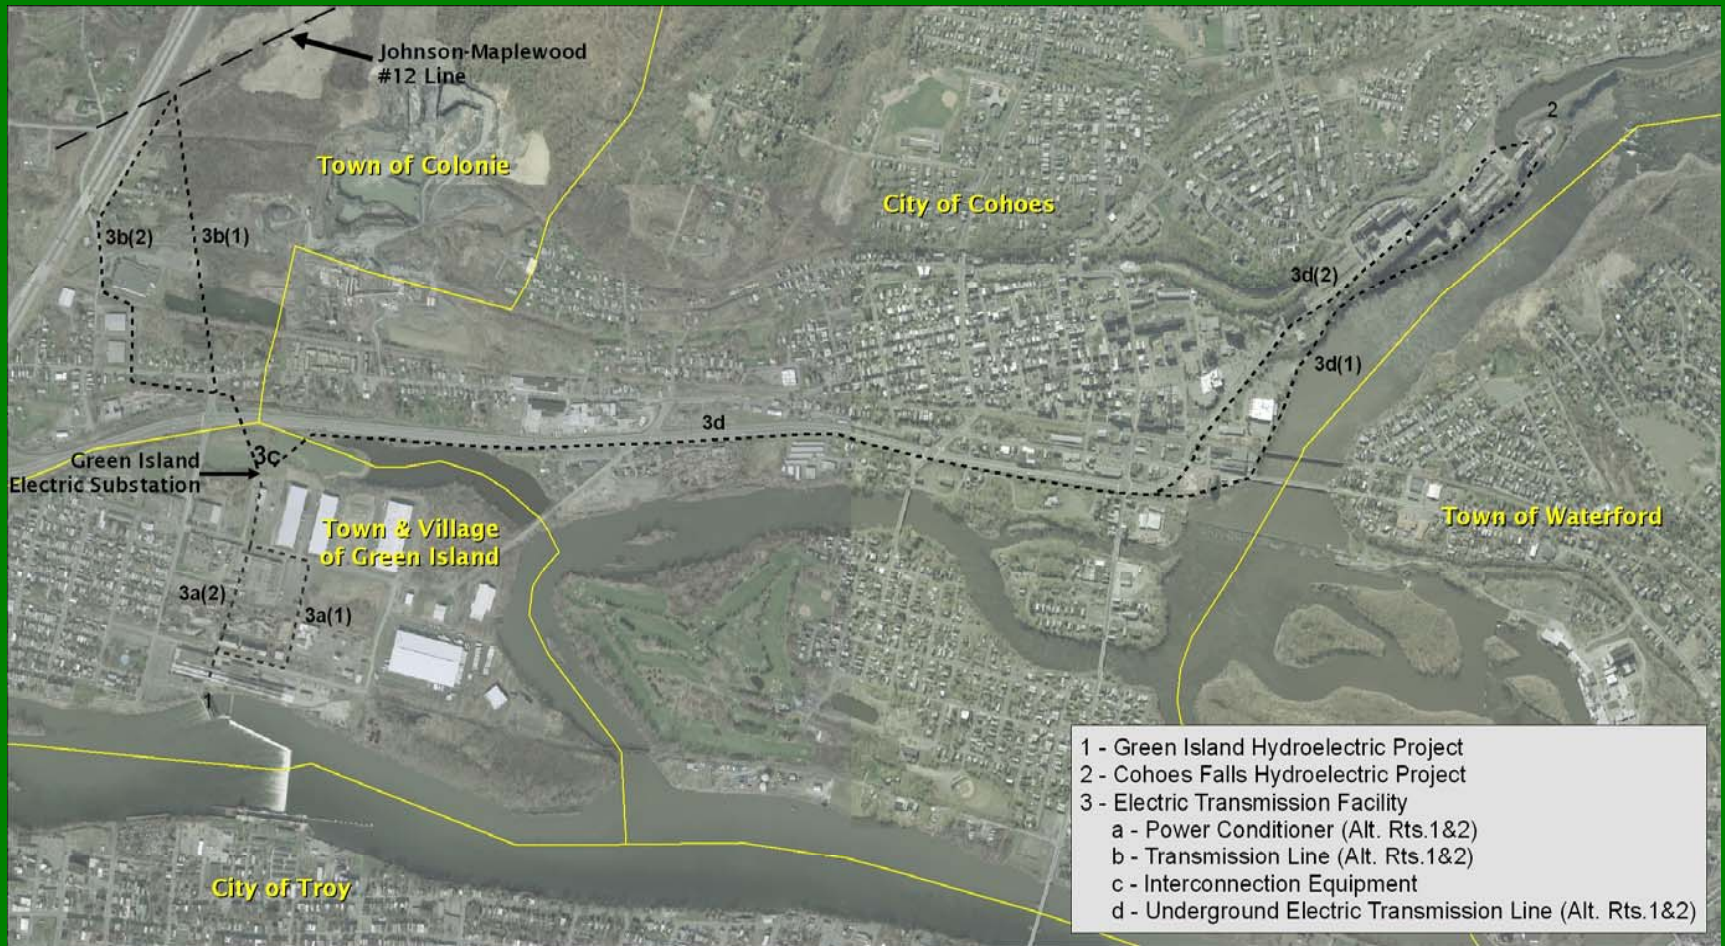 Johnson-Maplewood
#12 Line
2
Town of Colonie
City of Cohoes
3b(2)
3b(1)
3d(2)
3d(1)
3d
3c
Green Island
Electric Substation
Town & Village
of Green Island
Town of Waterford
3a(2)
3a(1)
1
City of Troy
1 - Green Island Hydroelectric Project
2 - Cohoes Falls Hydroelectric Project
3 - Electric Transmission Facility
a - Power Conditioner (Alt. Rts.1&2)
b - Transmission Line (Alt. Rts.1&2)
c - Interconnection Equipment
d - Underground Electric Transmission Line (Alt. Rts.1&2)